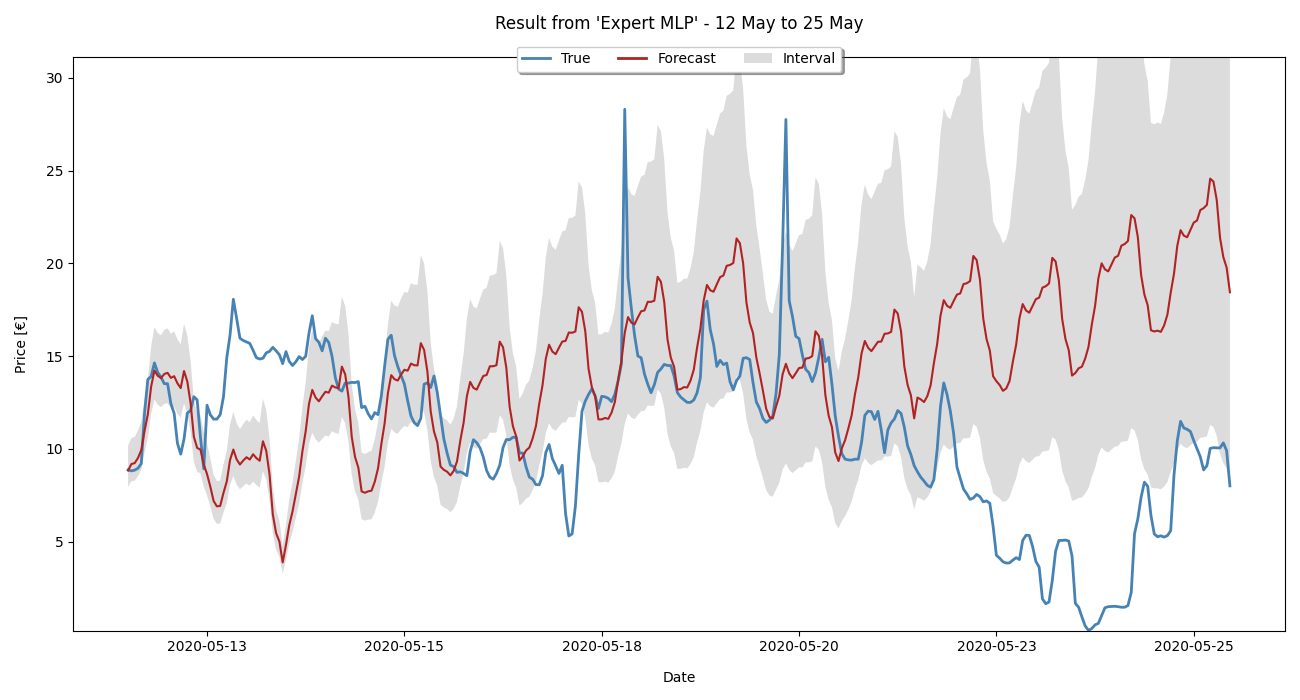 Result from 'Expert MLP' - 12 May to 25 May
True Forecast Interval
Price [€]
30
25
20
15
10
5
2020-05-13 2020-05-15 2020-05-18 2020-05-20 2020-05-23 2020-05-25
Date